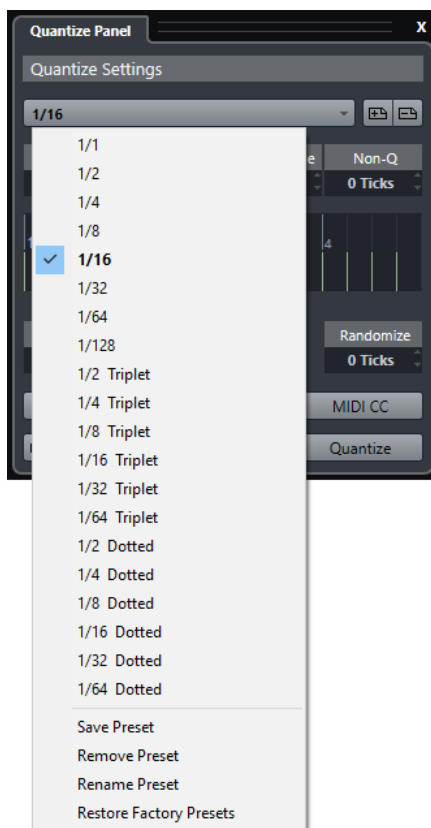 Quantize Panel X
Quantize Settings
1/16
1/1
1/2
1/4
1/8
1/16
1/32
1/64
1/128
1/2 Triplet
1/4 Triplet
1/8 Triplet
1/16 Triplet
1/32 Triplet
1/64 Triplet
1/2 Dotted
1/4 Dotted
1/8 Dotted
1/16 Dotted
1/32 Dotted
1/64 Dotted
Save Preset
Remove Preset
Rename Preset
Restore Factory Presets
Non-Q
0 Ticks
4
Randomize
0 Ticks
MIDI CC
Quantize